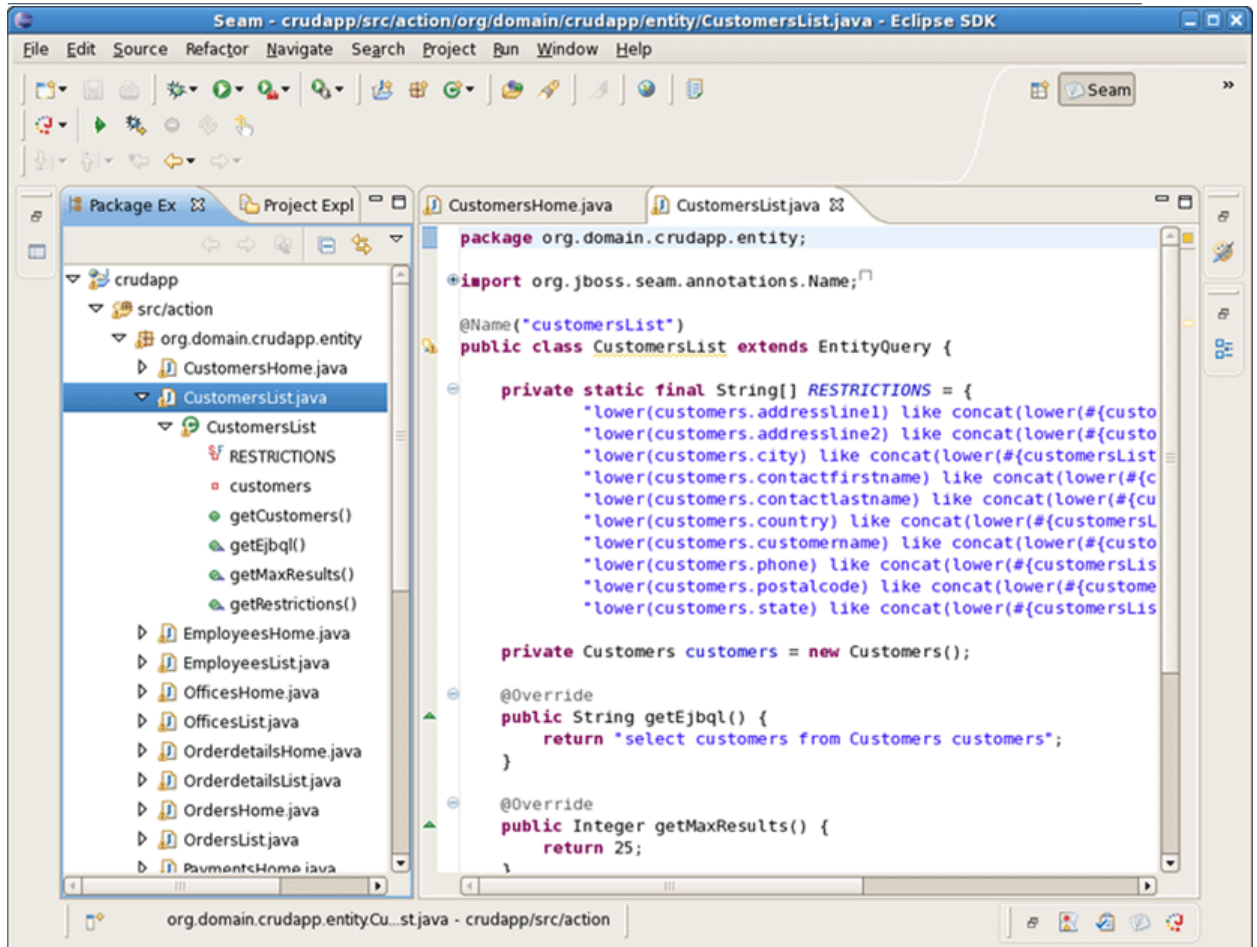 Seam - crudapp/src/action/org/domain/crudapp/entity/CustomersList.java - Eclipse SDK
File Edit Source Refactor Navigate Search Project Run Window Help
Seam »
Package Ex Project Expl
crudapp
src/action
org.domain.crudapp.entity
CustomersHome.java
CustomersList.java
CustomersList
RESTRICTIONS
customers
getCustomers()
getEjbql()
getMaxResults()
getRestrictions()
EmployeesHome.java
EmployeesList.java
OfficesHome.java
OfficesList.java
OrderdetailsHome.java
OrderdetailsList.java
OrdersHome.java
OrdersList.java
PaymentsHome.java
CustomersHome.java CustomersList.java
package org.domain.crudapp.entity;
import org.jboss.seam.annotations.Name;
@Name("customersList")
public class CustomersList extends EntityQuery {
private static final String[] RESTRICTIONS = {
"lower(customers.addressline1) like concat(lower(#{custo
"lower(customers.addressline2) like concat(lower(#{custo
"lower(customers.city) like concat(lower(#{customersList
"lower(customers.contactfirstname) like concat(lower(#{c
"lower(customers.contactlastname) like concat(lower(#{cu
"lower(customers.country) like concat(lower(#{customersL
"lower(customers.customername) like concat(lower(#{custo
"lower(customers.phone) like concat(lower(#{customersLis
"lower(customers.postalcode) like concat(lower(#{custome
"lower(customers.state) like concat(lower(#{customersLis
private Customers customers = new Customers();
@Override
public String getEjbql() {
return "select customers from Customers customers";
}
@Override
public Integer getMaxResults() {
return 25;
}
org.domain.crudapp.entity.Cu...st.java - crudapp/src/action